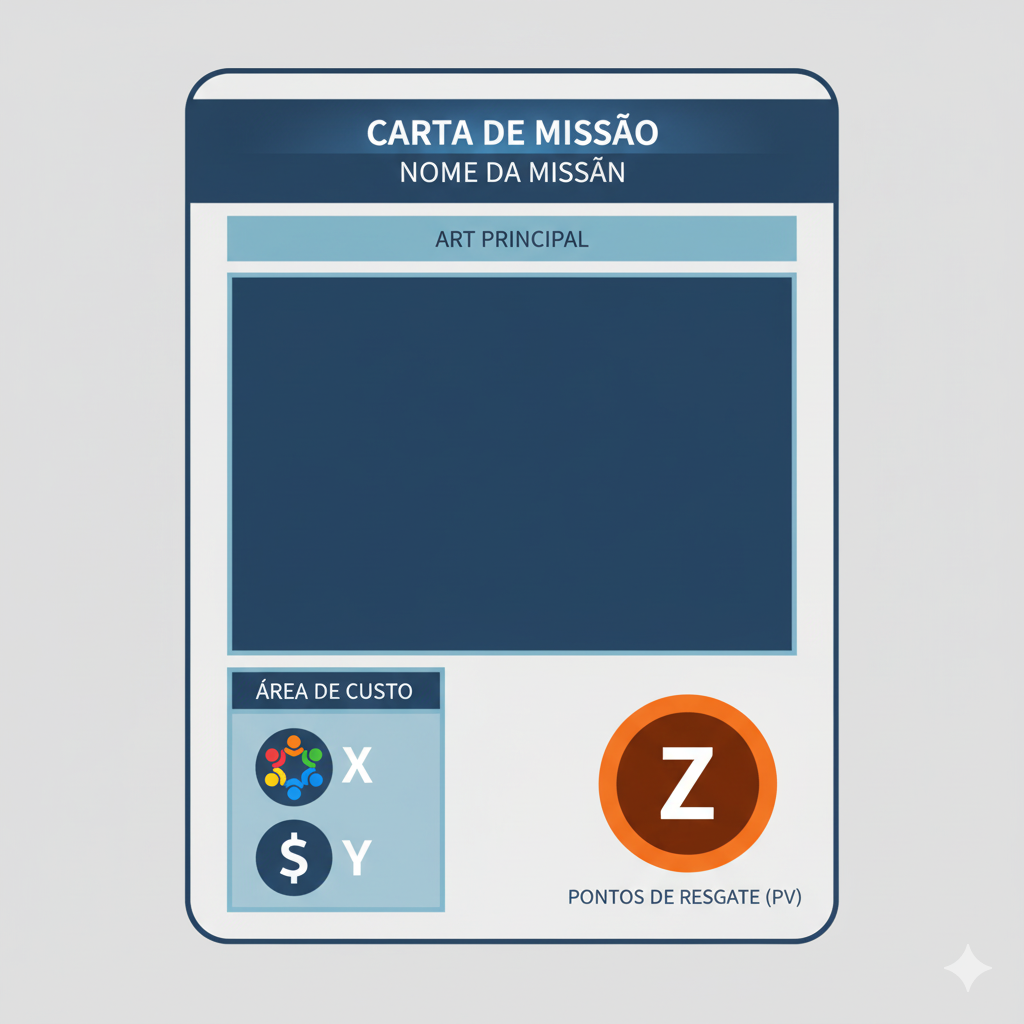 CARTA DE MISSÃO
NOME DA MISSÃN
ART PRINCIPAL
ÁREA DE CUSTO
X
$ Y
Z
PONTOS DE RESGATE (PV)